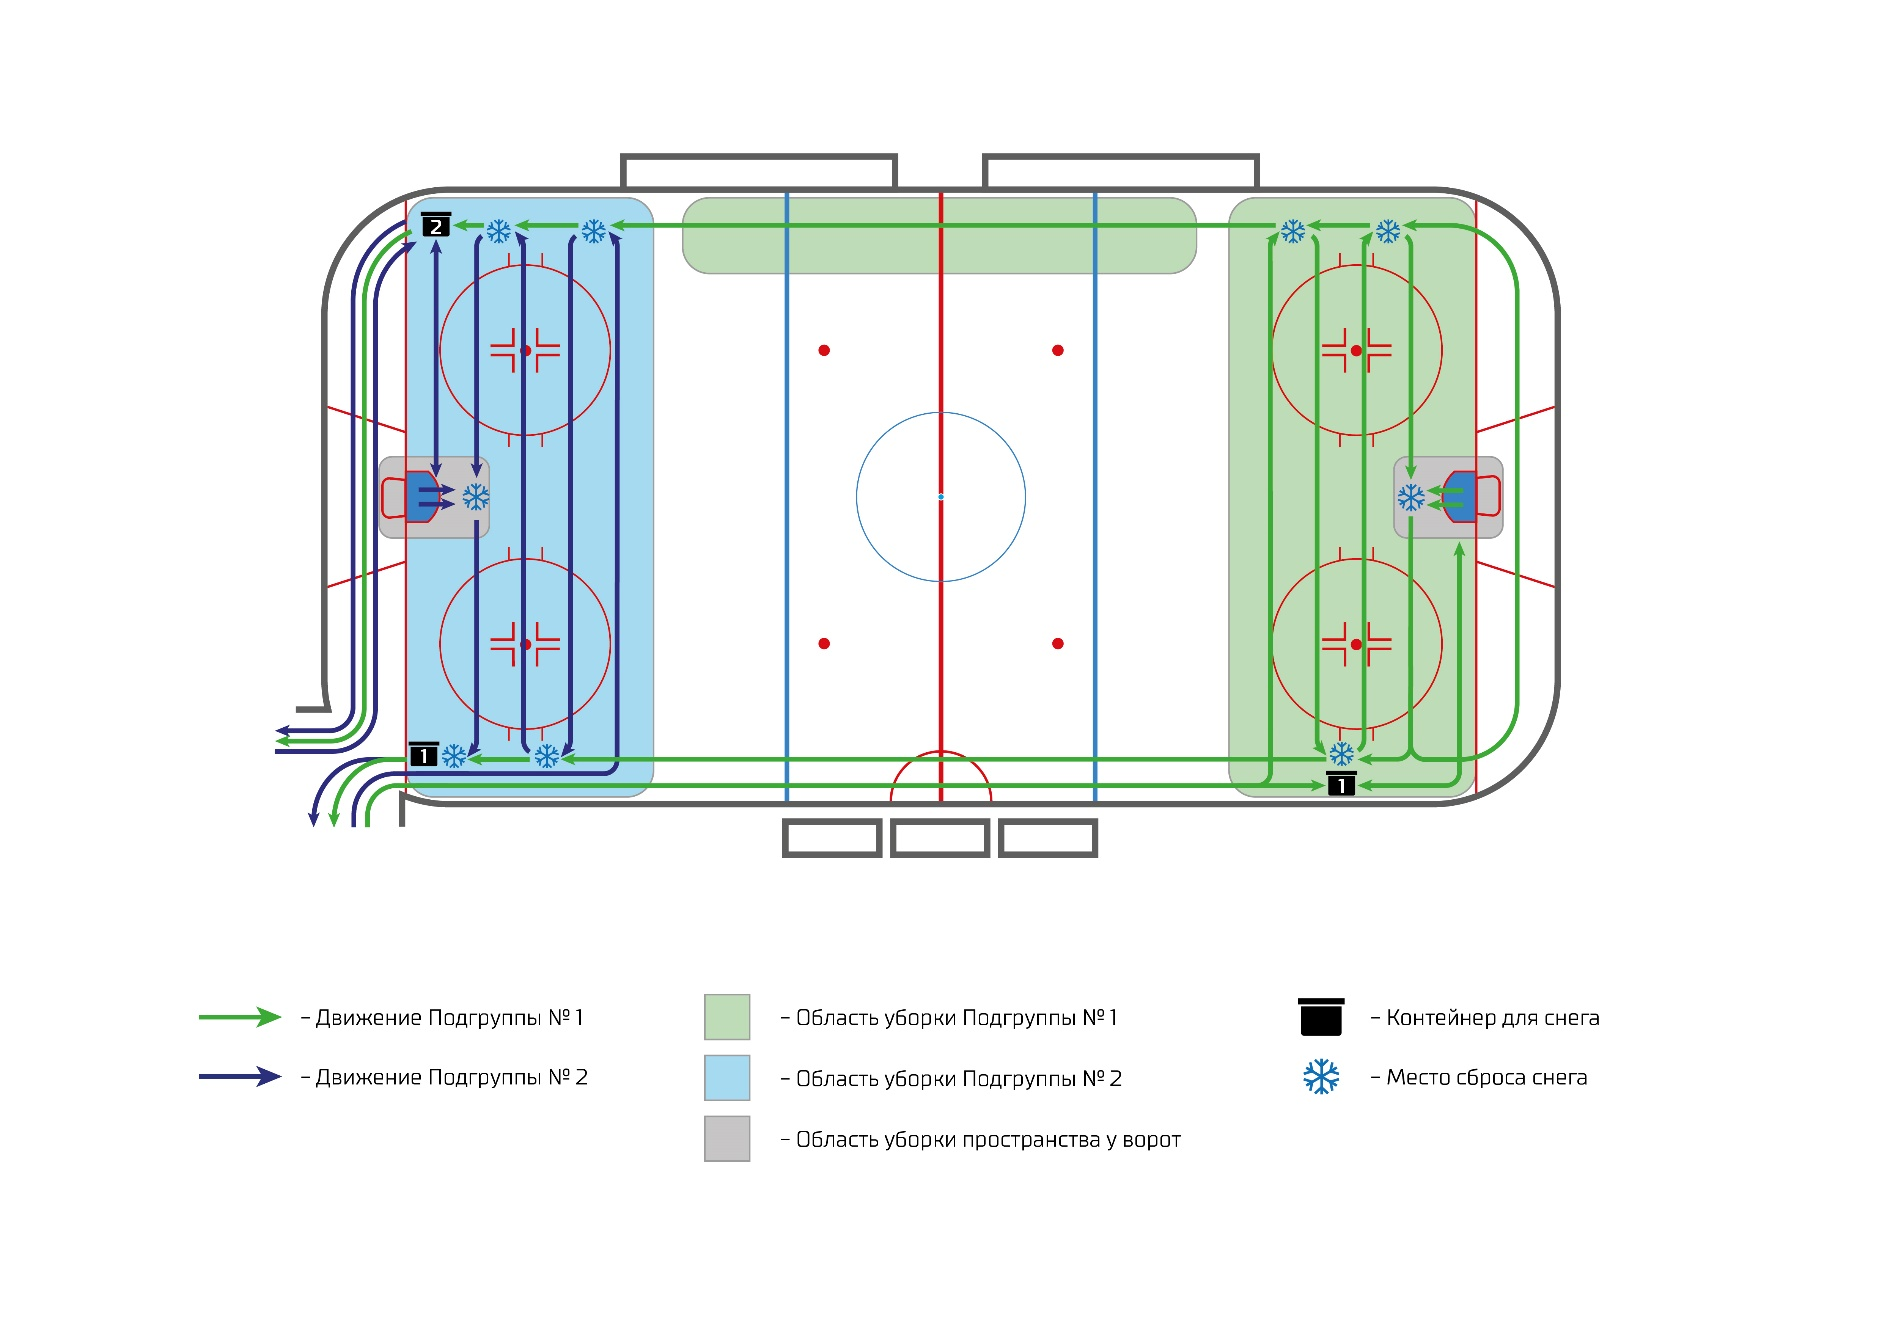 2
1
1
– Движение Подгруппы № 1
– Движение Подгруппы № 2
– Область уборки Подгруппы № 1
– Область уборки Подгруппы № 2
– Область уборки пространства у ворот
– Контейнер для снега
– Место сброса снега